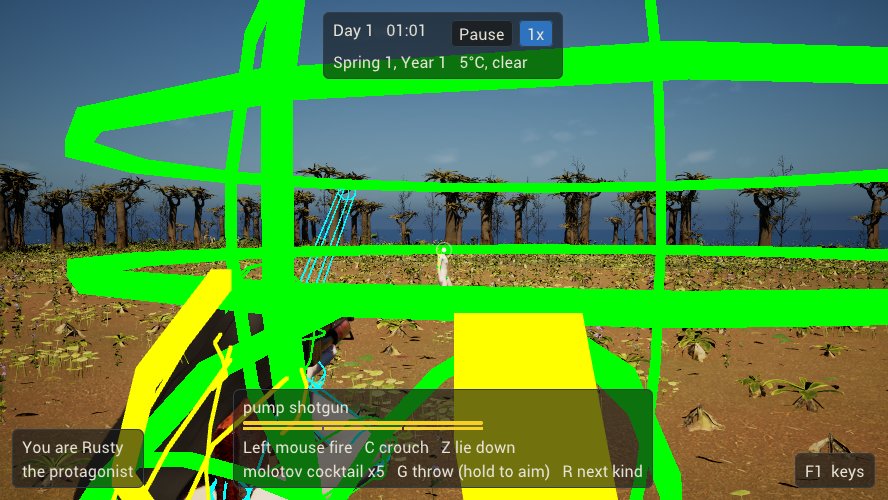 Day 1 01:01 Pause 1x
Spring 1, Year 1 5°C, clear
pump shotgun
Left mouse fire C crouch Z lie down
molotov cocktail x5 G throw (hold to aim) R next kind
You are Rusty
the protagonist
F1 keys